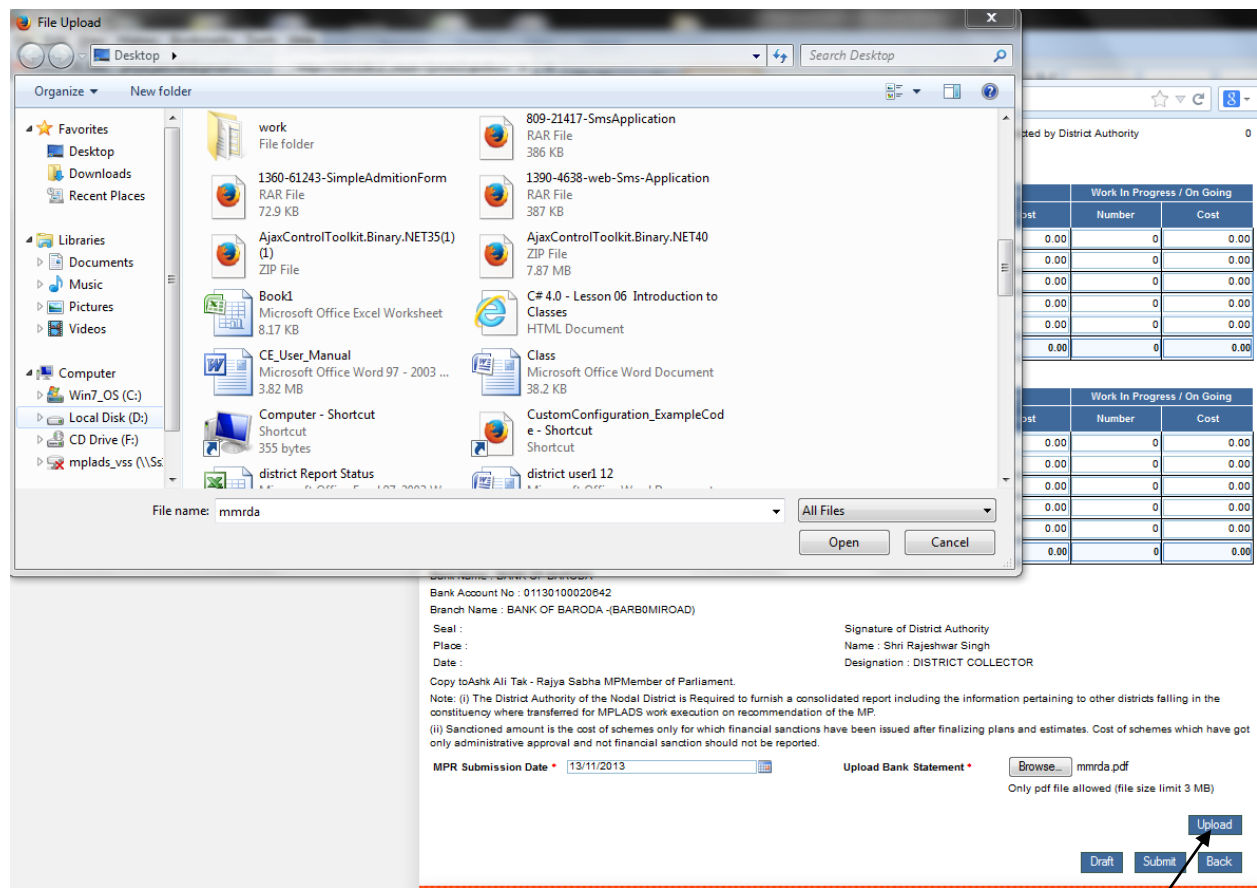 File Upload
Desktop
Search Desktop
Organize
New folder
Favorites
Desktop
Downloads
Recent Places
Libraries
Documents
Music
Pictures
Videos
Computer
Win7_OS (C:)
Local Disk (D:)
CD Drive (F:)
mplads_vss (\\Ss
work
File folder
809-21417-SmsApplication
RAR File
386 KB
1360-61243-SimpleAdmitionForm
RAR File
72.9 KB
1390-4638-web-Sms-Application
RAR File
387 KB
AjaxControlToolkit.Binary.NET35(1)
(1)
ZIP File
AjaxControlToolkit.Binary.NET40
ZIP File
7.87 MB
Book1
Microsoft Office Excel Worksheet
8.17 KB
C# 4.0 - Lesson 06 Introduction to
Classes
HTML Document
CE_User_Manual
Microsoft Office Word 97 - 2003 ...
3.82 MB
Class
Microsoft Office Word Document
38.2 KB
Computer - Shortcut
Shortcut
355 bytes
CustomConfiguration_ExampleCod
e - Shortcut
Shortcut
district Report Status
district user1 12
File name: mmrda
All Files
Open Cancel
by District Authority 0
Work In Progress / On Going
Number Cost
0.00 0 0.00
0.00 0 0.00
0.00 0 0.00
0.00 0 0.00
0.00 0 0.00
0.00 0 0.00
Work In Progress / On Going
Number Cost
0.00 0 0.00
0.00 0 0.00
0.00 0 0.00
0.00 0 0.00
0.00 0 0.00
0.00 0 0.00
Bank Name : BANK OF BARODA
Bank Account No : 01130100020642
Branch Name : BANK OF BARODA -(BARB0MIROAD)
Seal : Signature of District Authority
Place : Name : Shri Rajeshwar Singh
Date : Designation : DISTRICT COLLECTOR
Copy toAshk Ali Tak - Rajya Sabha MPMember of Parliament.
Note: (i) The District Authority of the Nodal District is Required to furnish a consolidated report including the information pertaining to other districts falling in the
constituency where transferred for MPLADS work execution on recommendation of the MP.
(ii) Sanctioned amount is the cost of schemes only for which financial sanctions have been issued after finalizing plans and estimates. Cost of schemes which have got
only administrative approval and not financial sanction should not be reported.
MPR Submission Date * 13/11/2013 Upload Bank Statement * Browse... mmrda.pdf
Only pdf file allowed (file size limit 3 MB)
Upload
Draft Submit Back